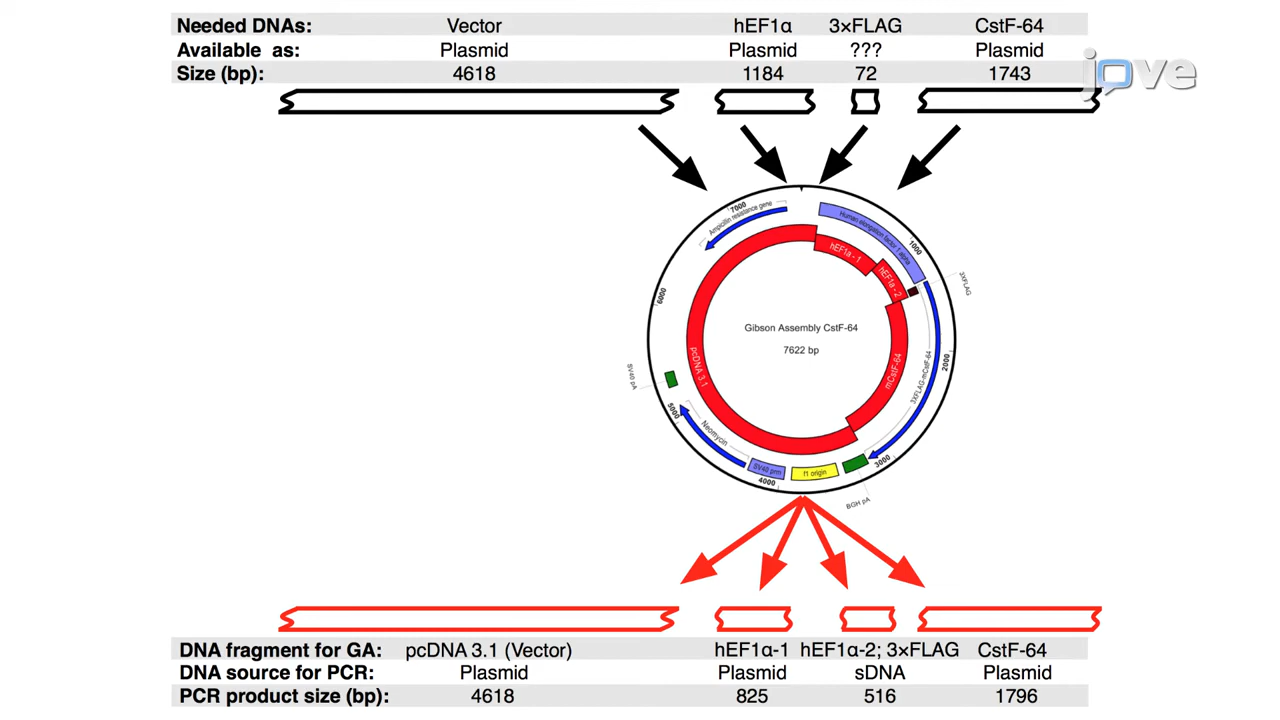 Needed DNAs: Vector hEF1α 3×FLAG CstF-64
Available as: Plasmid Plasmid ??? Plasmid
Size (bp): 4618 1184 72 1743
jove
7000
Ampicillin resistance gene
Human elongation factor 1 alpha
1000
hEF1a - 1
hEF1a - 2
3XFLAG
6000
Gibson Assembly CstF-64
7622 bp
pcDNA 3.1
mCstF-64
3XFLAG-mCstF-64
2000
SV40 pA
5000
Neomycin
SV40 prm
4000
f1 origin
3000
BGH pA
DNA fragment for GA: pcDNA 3.1 (Vector) hEF1α-1 hEF1α-2; 3×FLAG CstF-64
DNA source for PCR: Plasmid Plasmid sDNA Plasmid
PCR product size (bp): 4618 825 516 1796